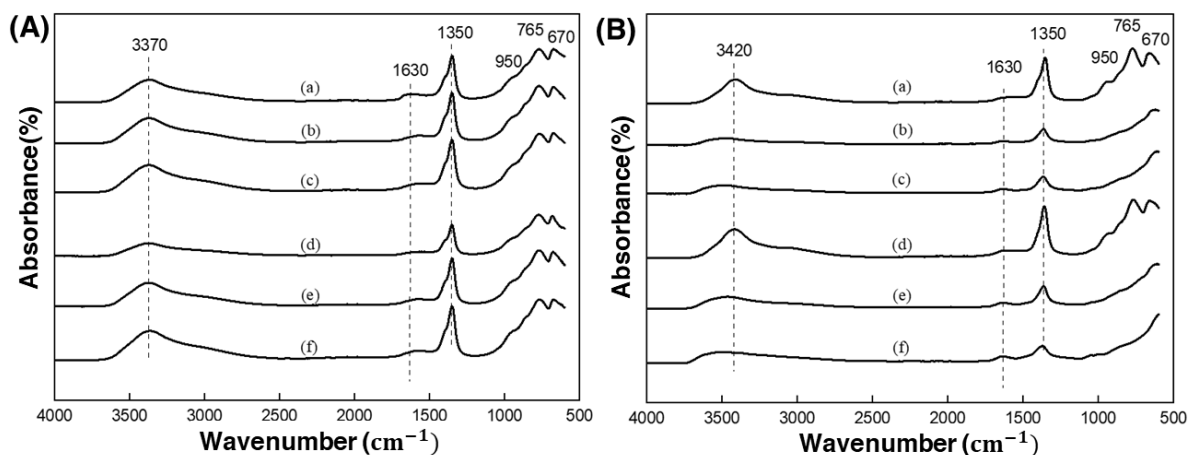 (A)
3370
1630
1350
950
765
670
(a)
(b)
(c)
(d)
(e)
(f)
Absorbance(%)
4000 3500 3000 2500 2000 1500 1000 500
Wavenumber (cm⁻¹)
(B)
3420
1630
1350
950
765
670
(a)
(b)
(c)
(d)
(e)
(f)
Absorbance(%)
4000 3500 3000 2500 2000 1500 1000 500
Wavenumber (cm⁻¹)